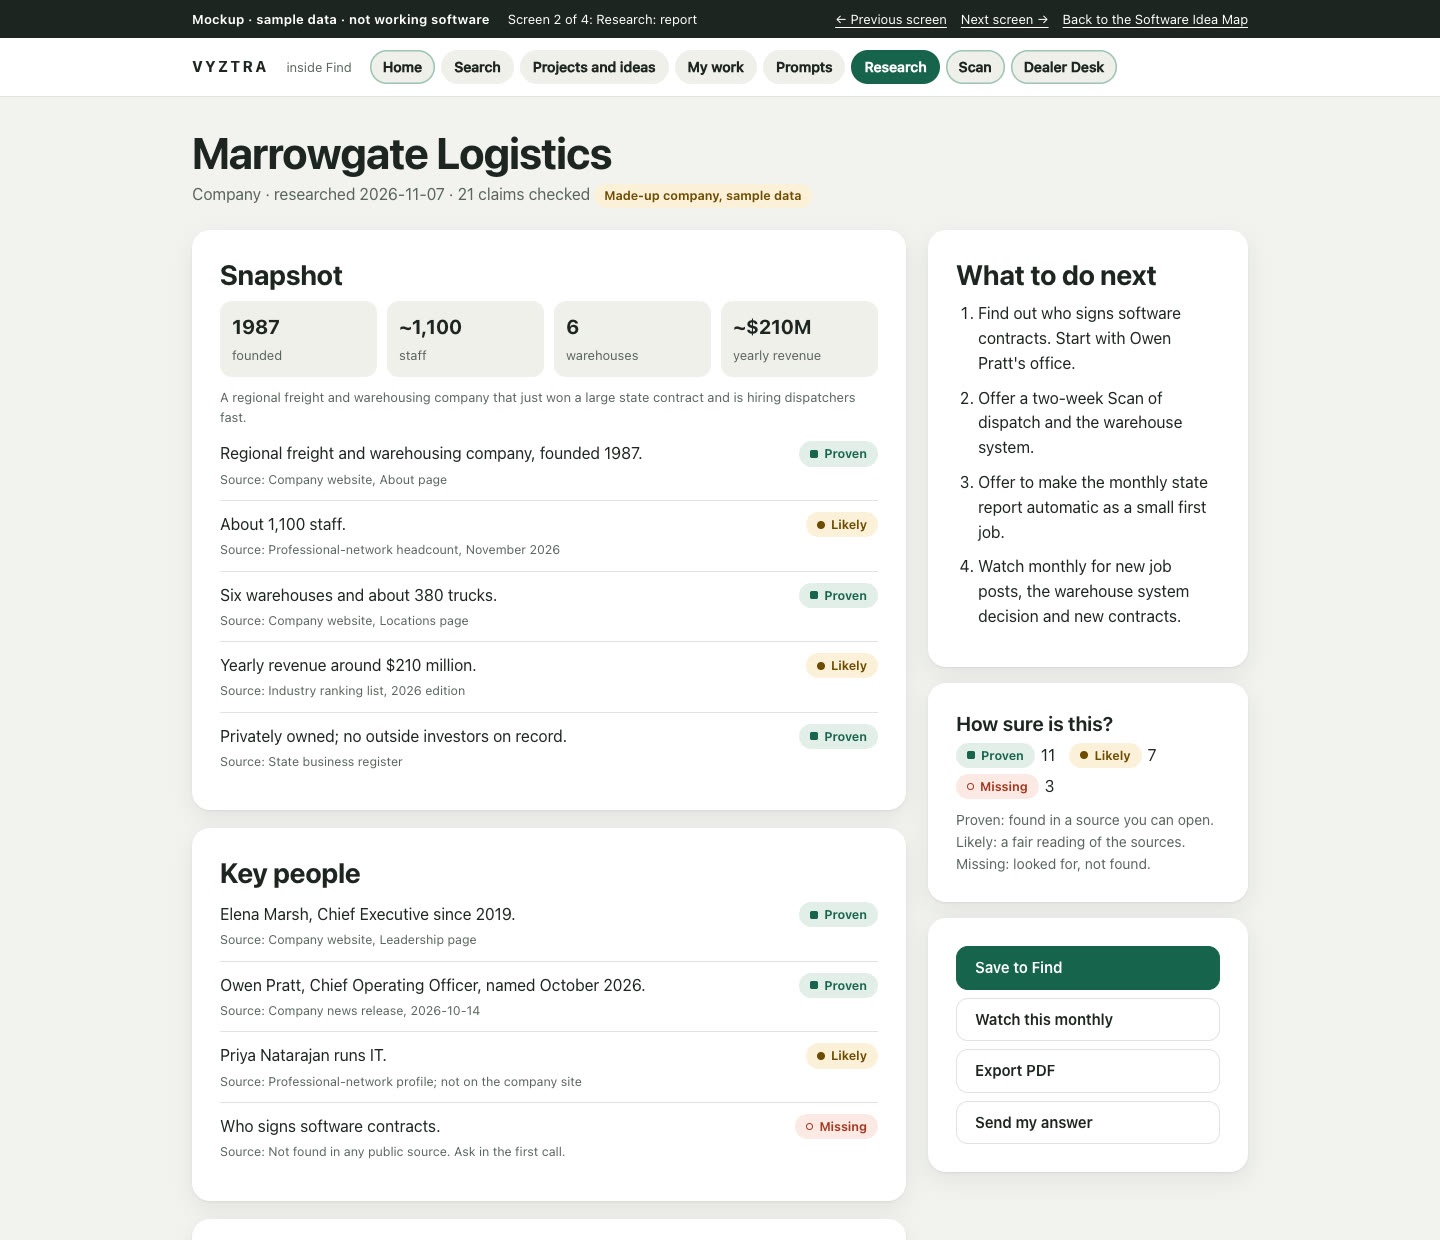 Mockup · sample data · not working software
Screen 2 of 4: Research: report
← Previous screen
Next screen →
Back to the Software Idea Map
VYZTRA
inside Find
Home
Search
Projects and ideas
My work
Prompts
Research
Scan
Dealer Desk
Marrowgate Logistics
Company · researched 2026-11-07 · 21 claims checked
Made-up company, sample data
Snapshot
1987
founded
~1,100
staff
6
warehouses
~$210M
yearly revenue
A regional freight and warehousing company that just won a large state contract and is hiring dispatchers
fast.
Regional freight and warehousing company, founded 1987.
Proven
Source: Company website, About page
About 1,100 staff.
Likely
Source: Professional-network headcount, November 2026
Six warehouses and about 380 trucks.
Proven
Source: Company website, Locations page
Yearly revenue around $210 million.
Likely
Source: Industry ranking list, 2026 edition
Privately owned; no outside investors on record.
Proven
Source: State business register
Key people
Elena Marsh, Chief Executive since 2019.
Proven
Source: Company website, Leadership page
Owen Pratt, Chief Operating Officer, named October 2026.
Proven
Source: Company news release, 2026-10-14
Priya Natarajan runs IT.
Likely
Source: Professional-network profile; not on the company site
Who signs software contracts.
Missing
Source: Not found in any public source. Ask in the first call.
What to do next
1. Find out who signs software
contracts. Start with Owen
Pratt's office.
2. Offer a two-week Scan of
dispatch and the warehouse
system.
3. Offer to make the monthly state
report automatic as a small first
job.
4. Watch monthly for new job
posts, the warehouse system
decision and new contracts.
How sure is this?
Proven 11
Likely 7
Missing 3
Proven: found in a source you can open.
Likely: a fair reading of the sources.
Missing: looked for, not found.
Save to Find
Watch this monthly
Export PDF
Send my answer